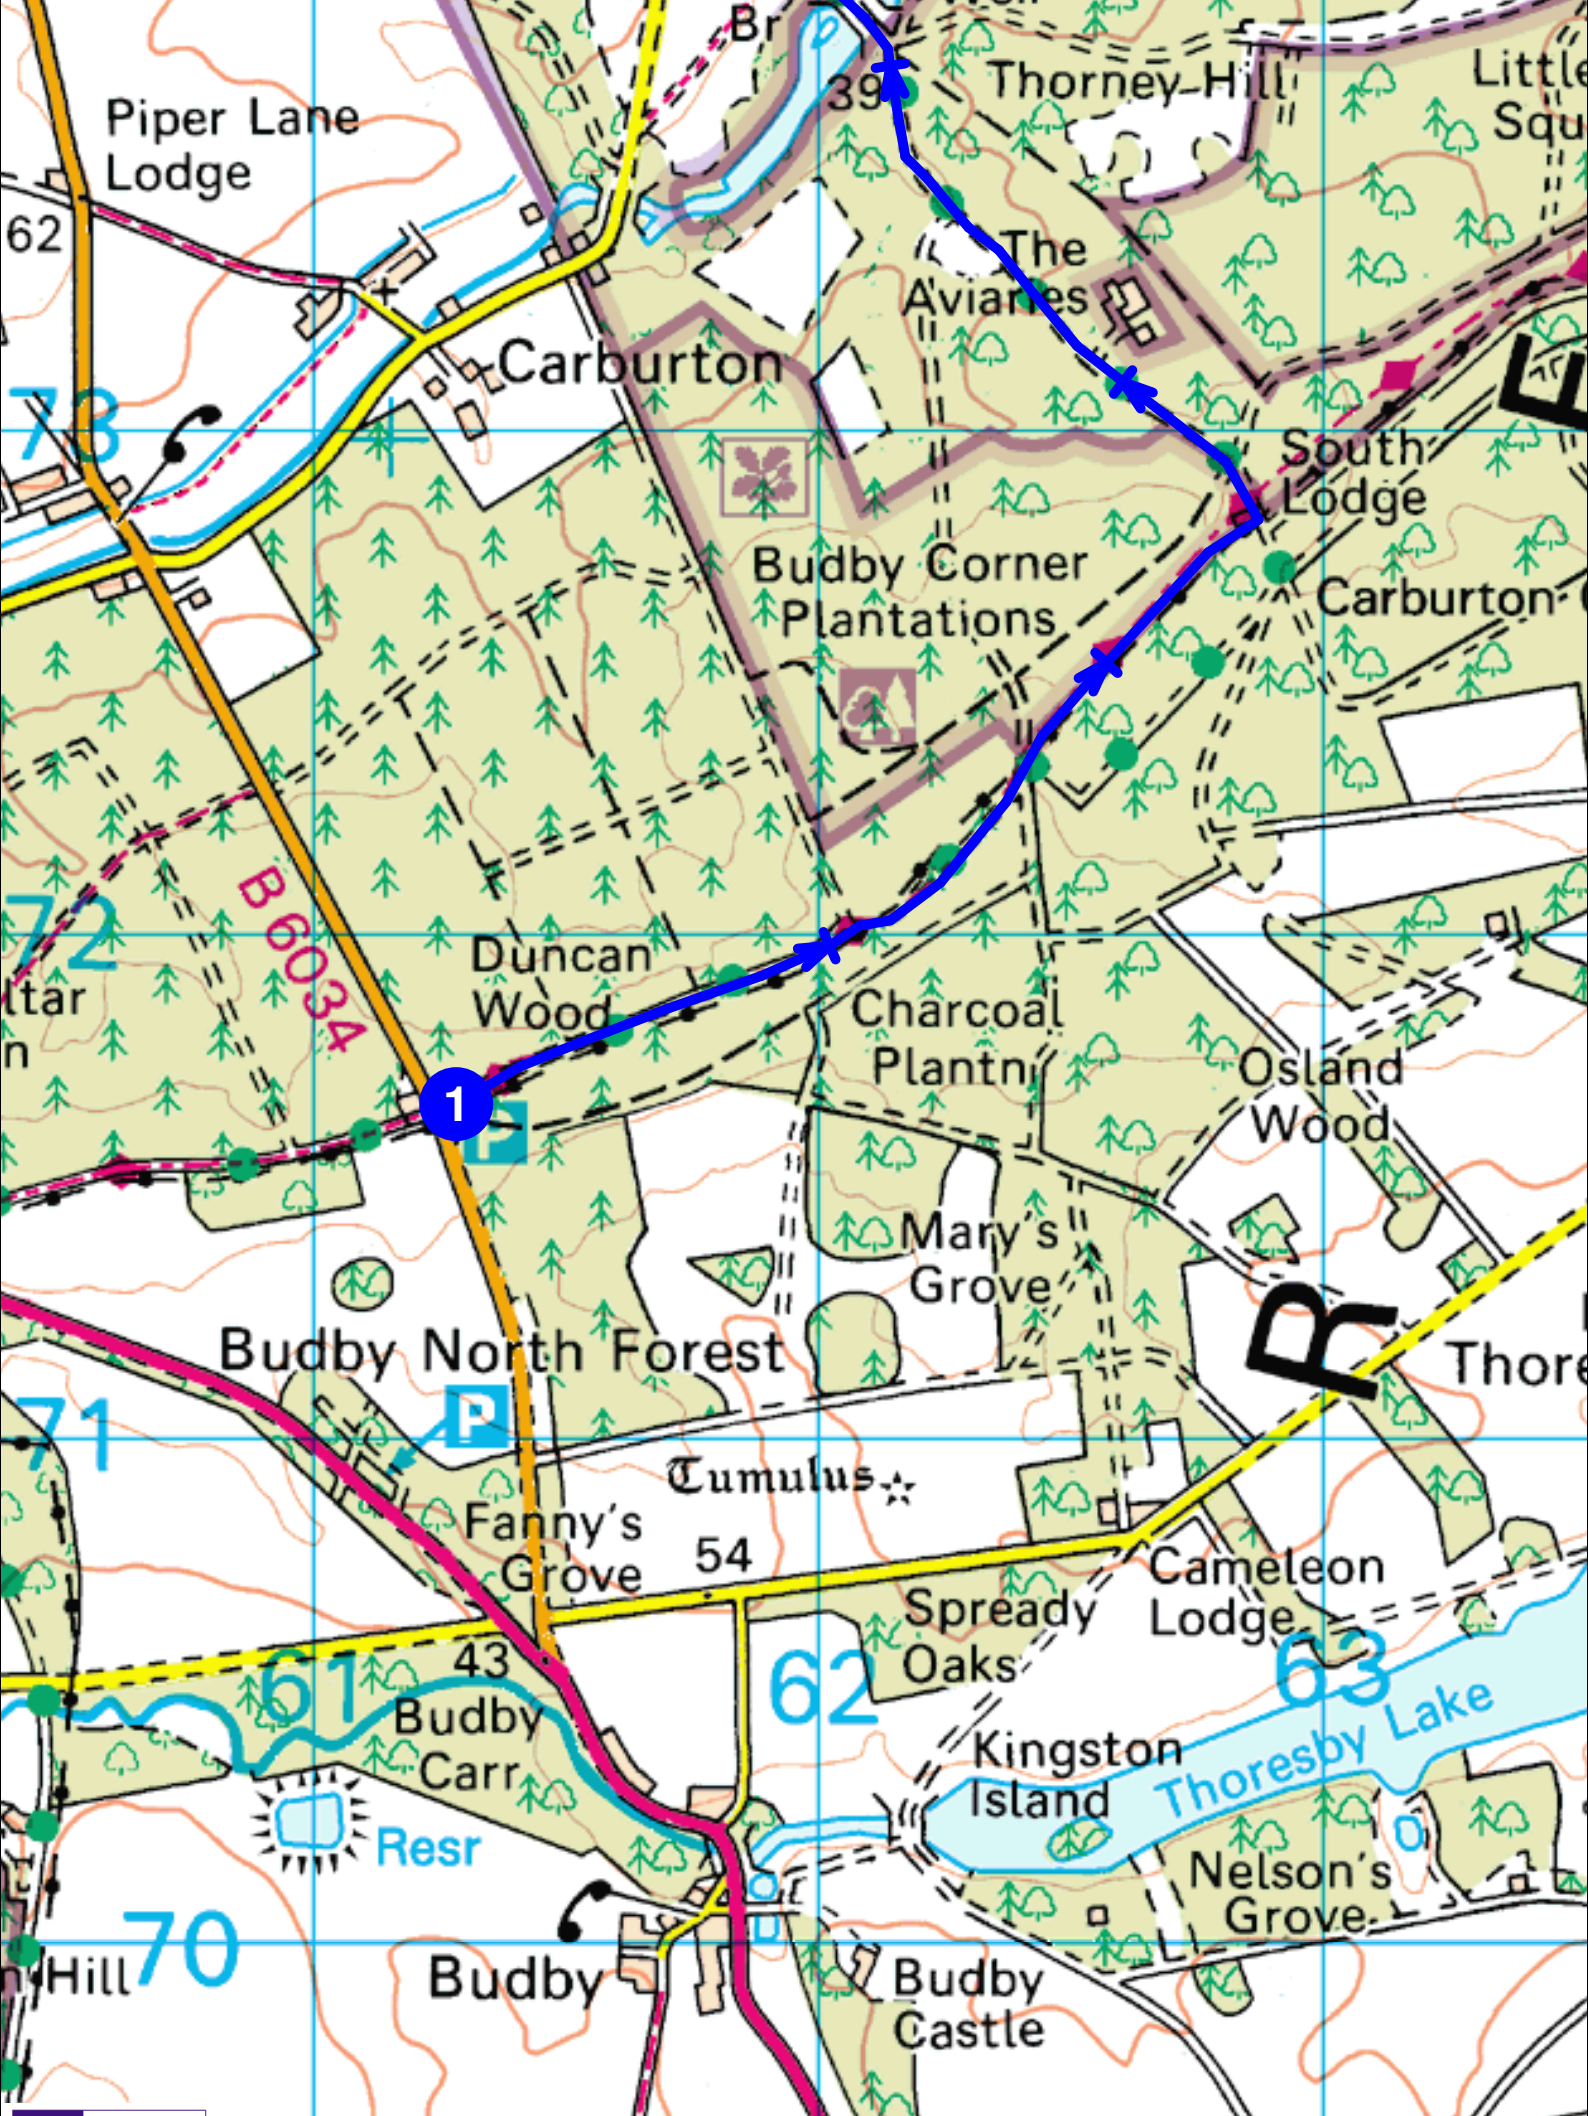 Br
Well
Piper Lane
Lodge
39
Thorney Hill
Little
Squ
62
The
Aviaries
Carburton
73
South
Lodge
Budby Corner
Plantations
Carburton
B 6034
72
Duncan
Wood
ltar
n
Charcoal
Plantn
Osland
Wood
1
P
Mary's
Grove
R
Budby North Forest
Thore
71
P
Tumulus
Fanny's
Grove
54
Cameleon
Lodge
Spready
Oaks
43
61
62
63
Budby
Carr
Kingston
Island
Thoresby Lake
Resr
Nelson's
Grove
70
Hill
Budby
Budby
Castle